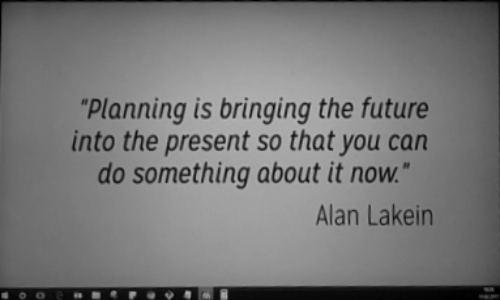 "Planning is bringing the future
into the present so that you can
do something about it now."
Alan Lakein